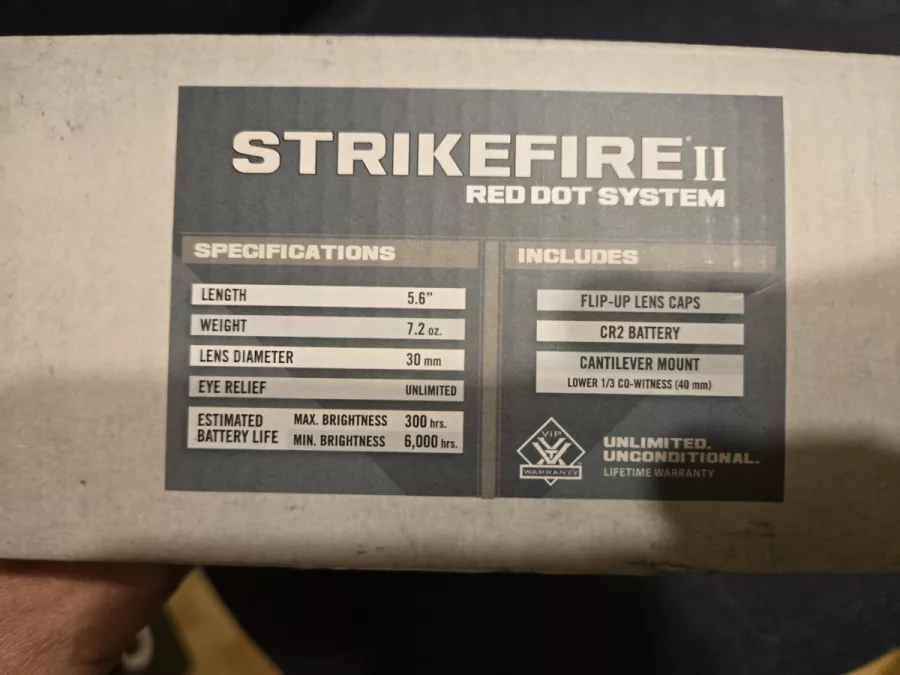 STRIKEFIRE II
RED DOT SYSTEM
SPECIFICATIONS
LENGTH 5.6"
WEIGHT 7.2 oz.
LENS DIAMETER 30 mm
EYE RELIEF UNLIMITED
ESTIMATED BATTERY LIFE MAX. BRIGHTNESS 300 hrs.
MIN. BRIGHTNESS 6,000 hrs.
INCLUDES
FLIP-UP LENS CAPS
CR2 BATTERY
CANTILEVER MOUNT
LOWER 1/3 CO-WITNESS (40 mm)
VIP
WARRANTY
UNLIMITED.
UNCONDITIONAL.
LIFETIME WARRANTY